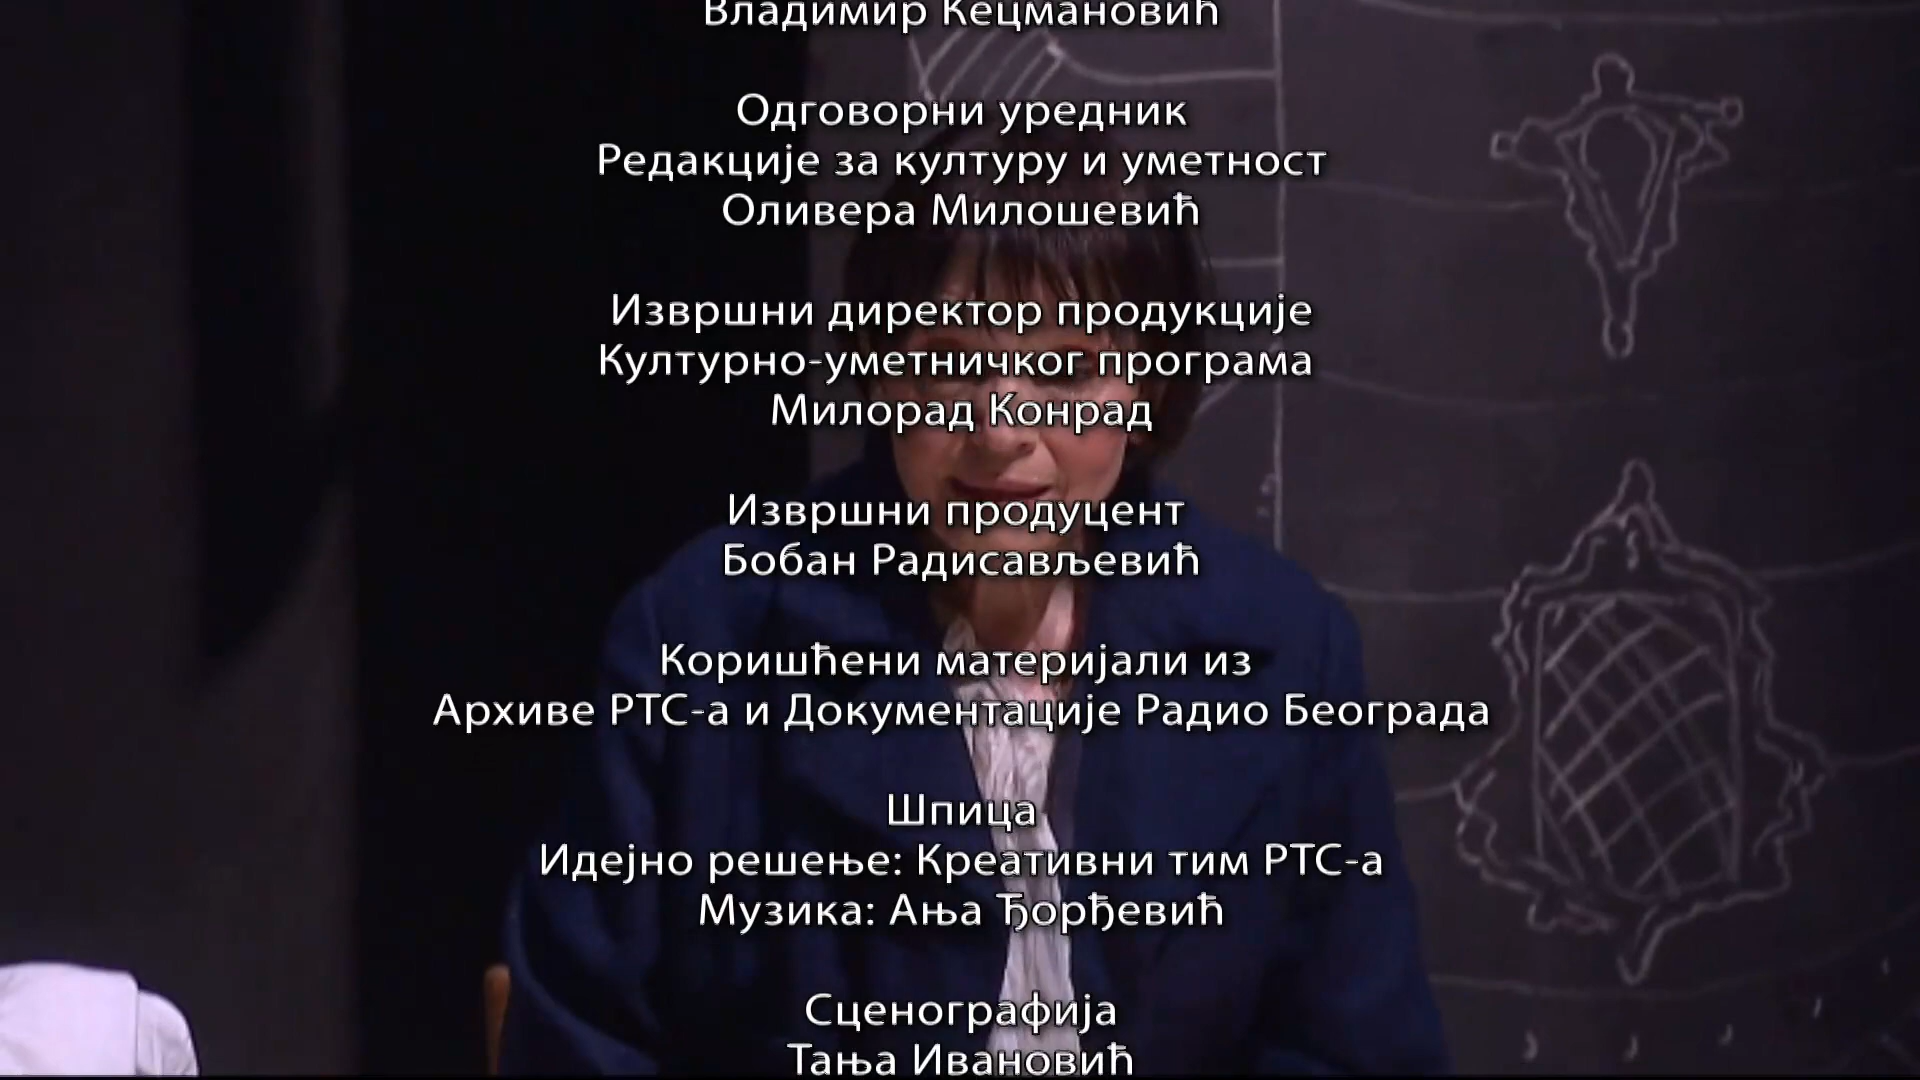 Владимир Кецмановић
Одговорни уредник
Редакције за културу и уметност
Оливера Милошевић
Извршни директор продукције
Културно-уметничког програма
Милорад Конрад
Извршни продуцент
Бобан Радисављевић
Коришћени материјали из
Архиве РТС-а и Документације Радио Београда
Шпица
Идејно решење: Креативни тим РТС-а
Музика: Ања Ђорђевић
Сценографија
Тања Ивановић